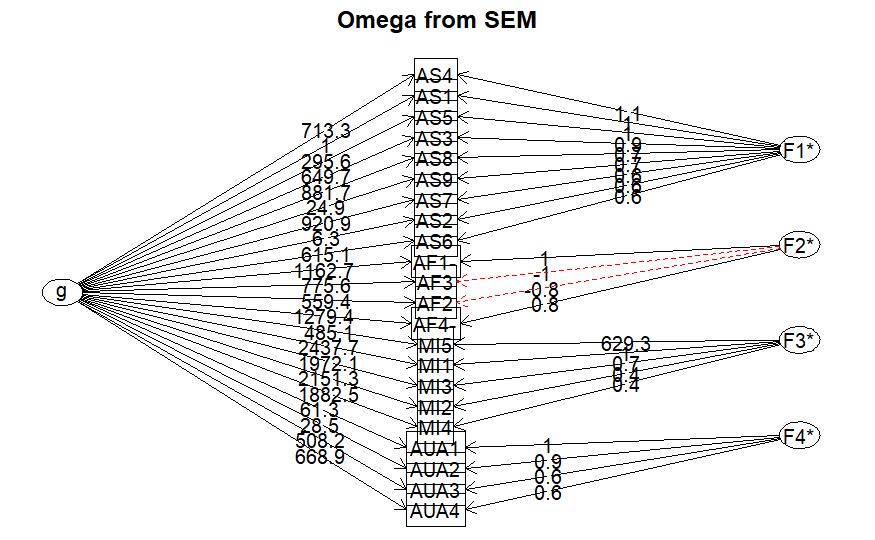 Omega from SEM
g
713.3
1
295.6
649.7
881.7
24.9
920.9
6.3
615.1
1162.7
775.6
559.4
1279.4
485.1
2437.7
1972.1
2151.3
1882.5
61.3
28.5
508.2
668.9
AS4
AS1
AS5
AS3
AS8
AS9
AS7
AS2
AS6
AF1-
AF3
AF2
AF4-
MI5
MI1
MI3
MI2
MI4
AUA1
AUA2
AUA3
AUA4
1.1
1
0.9
0.7
0.7
0.6
0.6
0.6
F1*
1
-1
-0.8
0.8
F2*
629.3
1
0.7
0.4
0.4
F3*
1
0.9
0.6
0.6
F4*